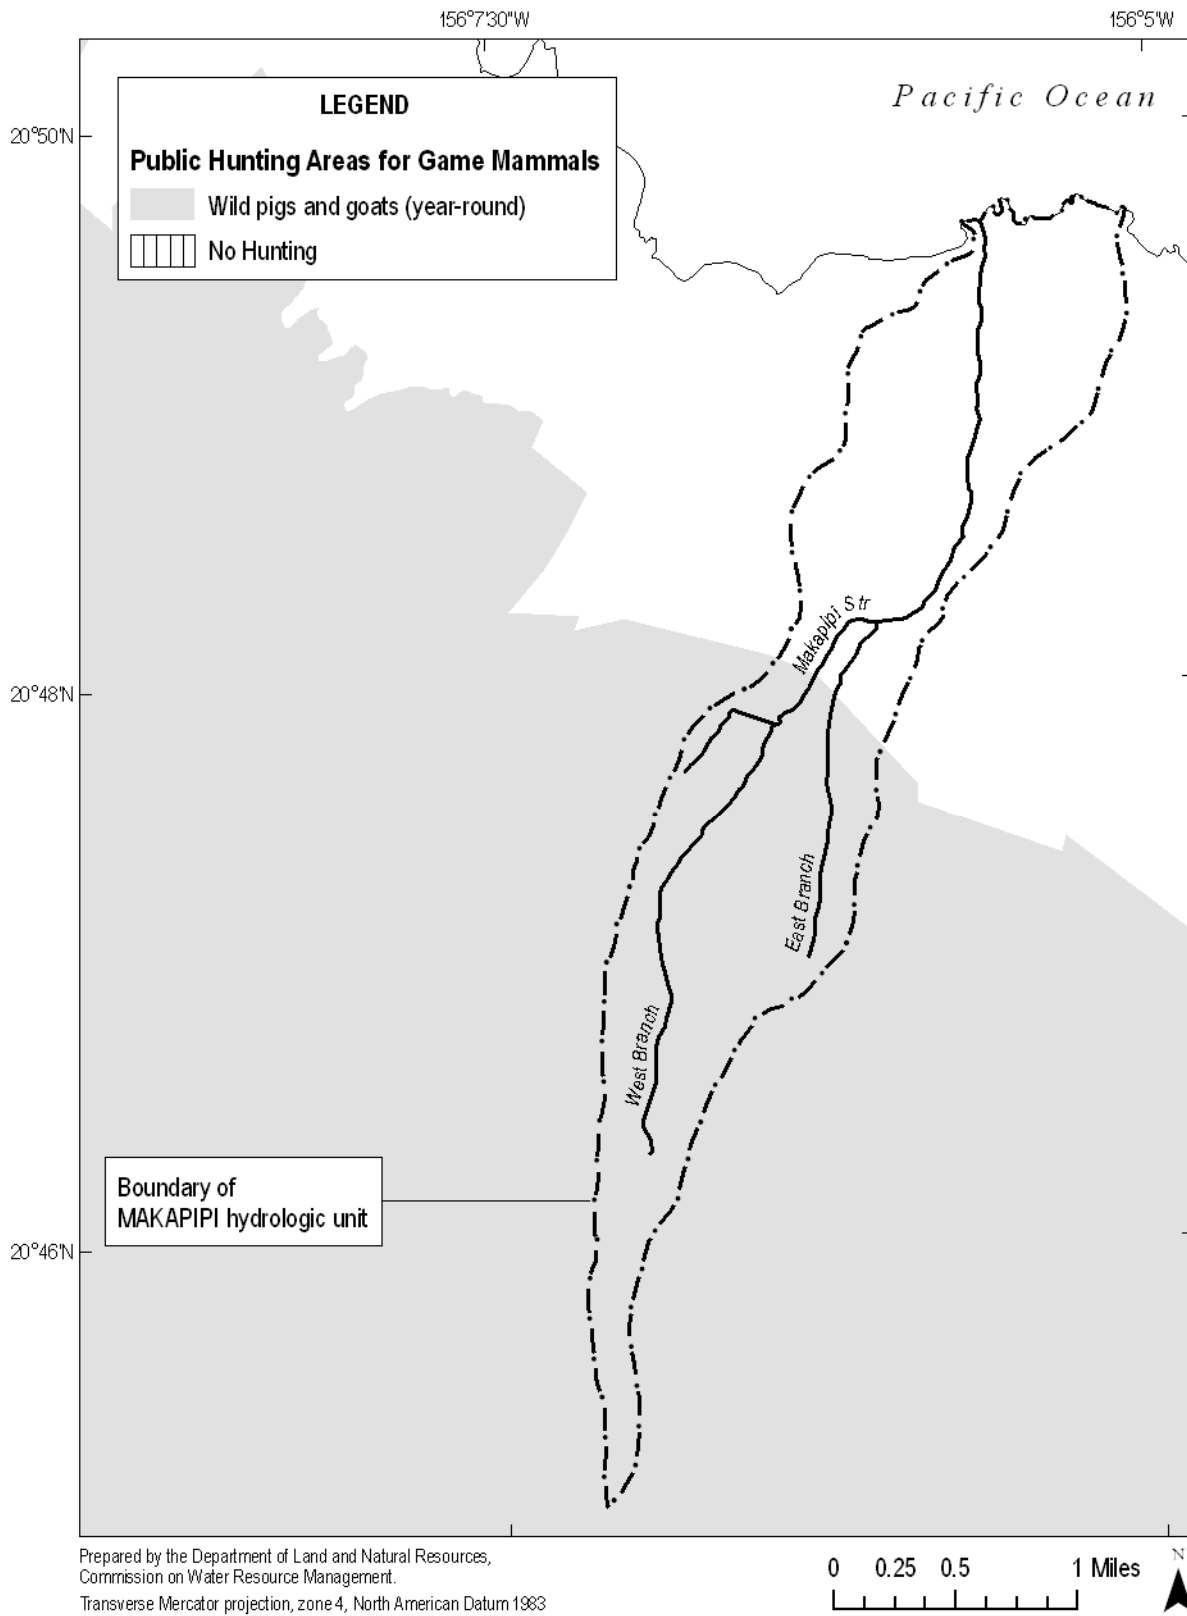 156°7'30"W
156°5'W
Pacific Ocean
LEGEND
20°50'N
Public Hunting Areas for Game Mammals
Wild pigs and goats (year-round)
No Hunting
Makapipi Str
20°48'N
East Branch
West Branch
Boundary of
MAKAPIPI hydrologic unit
20°46'N
Prepared by the Department of Land and Natural Resources,
Commission on Water Resource Management.
Transverse Mercator projection, zone 4, North American Datum 1983
0 0.25 0.5 1 Miles
N